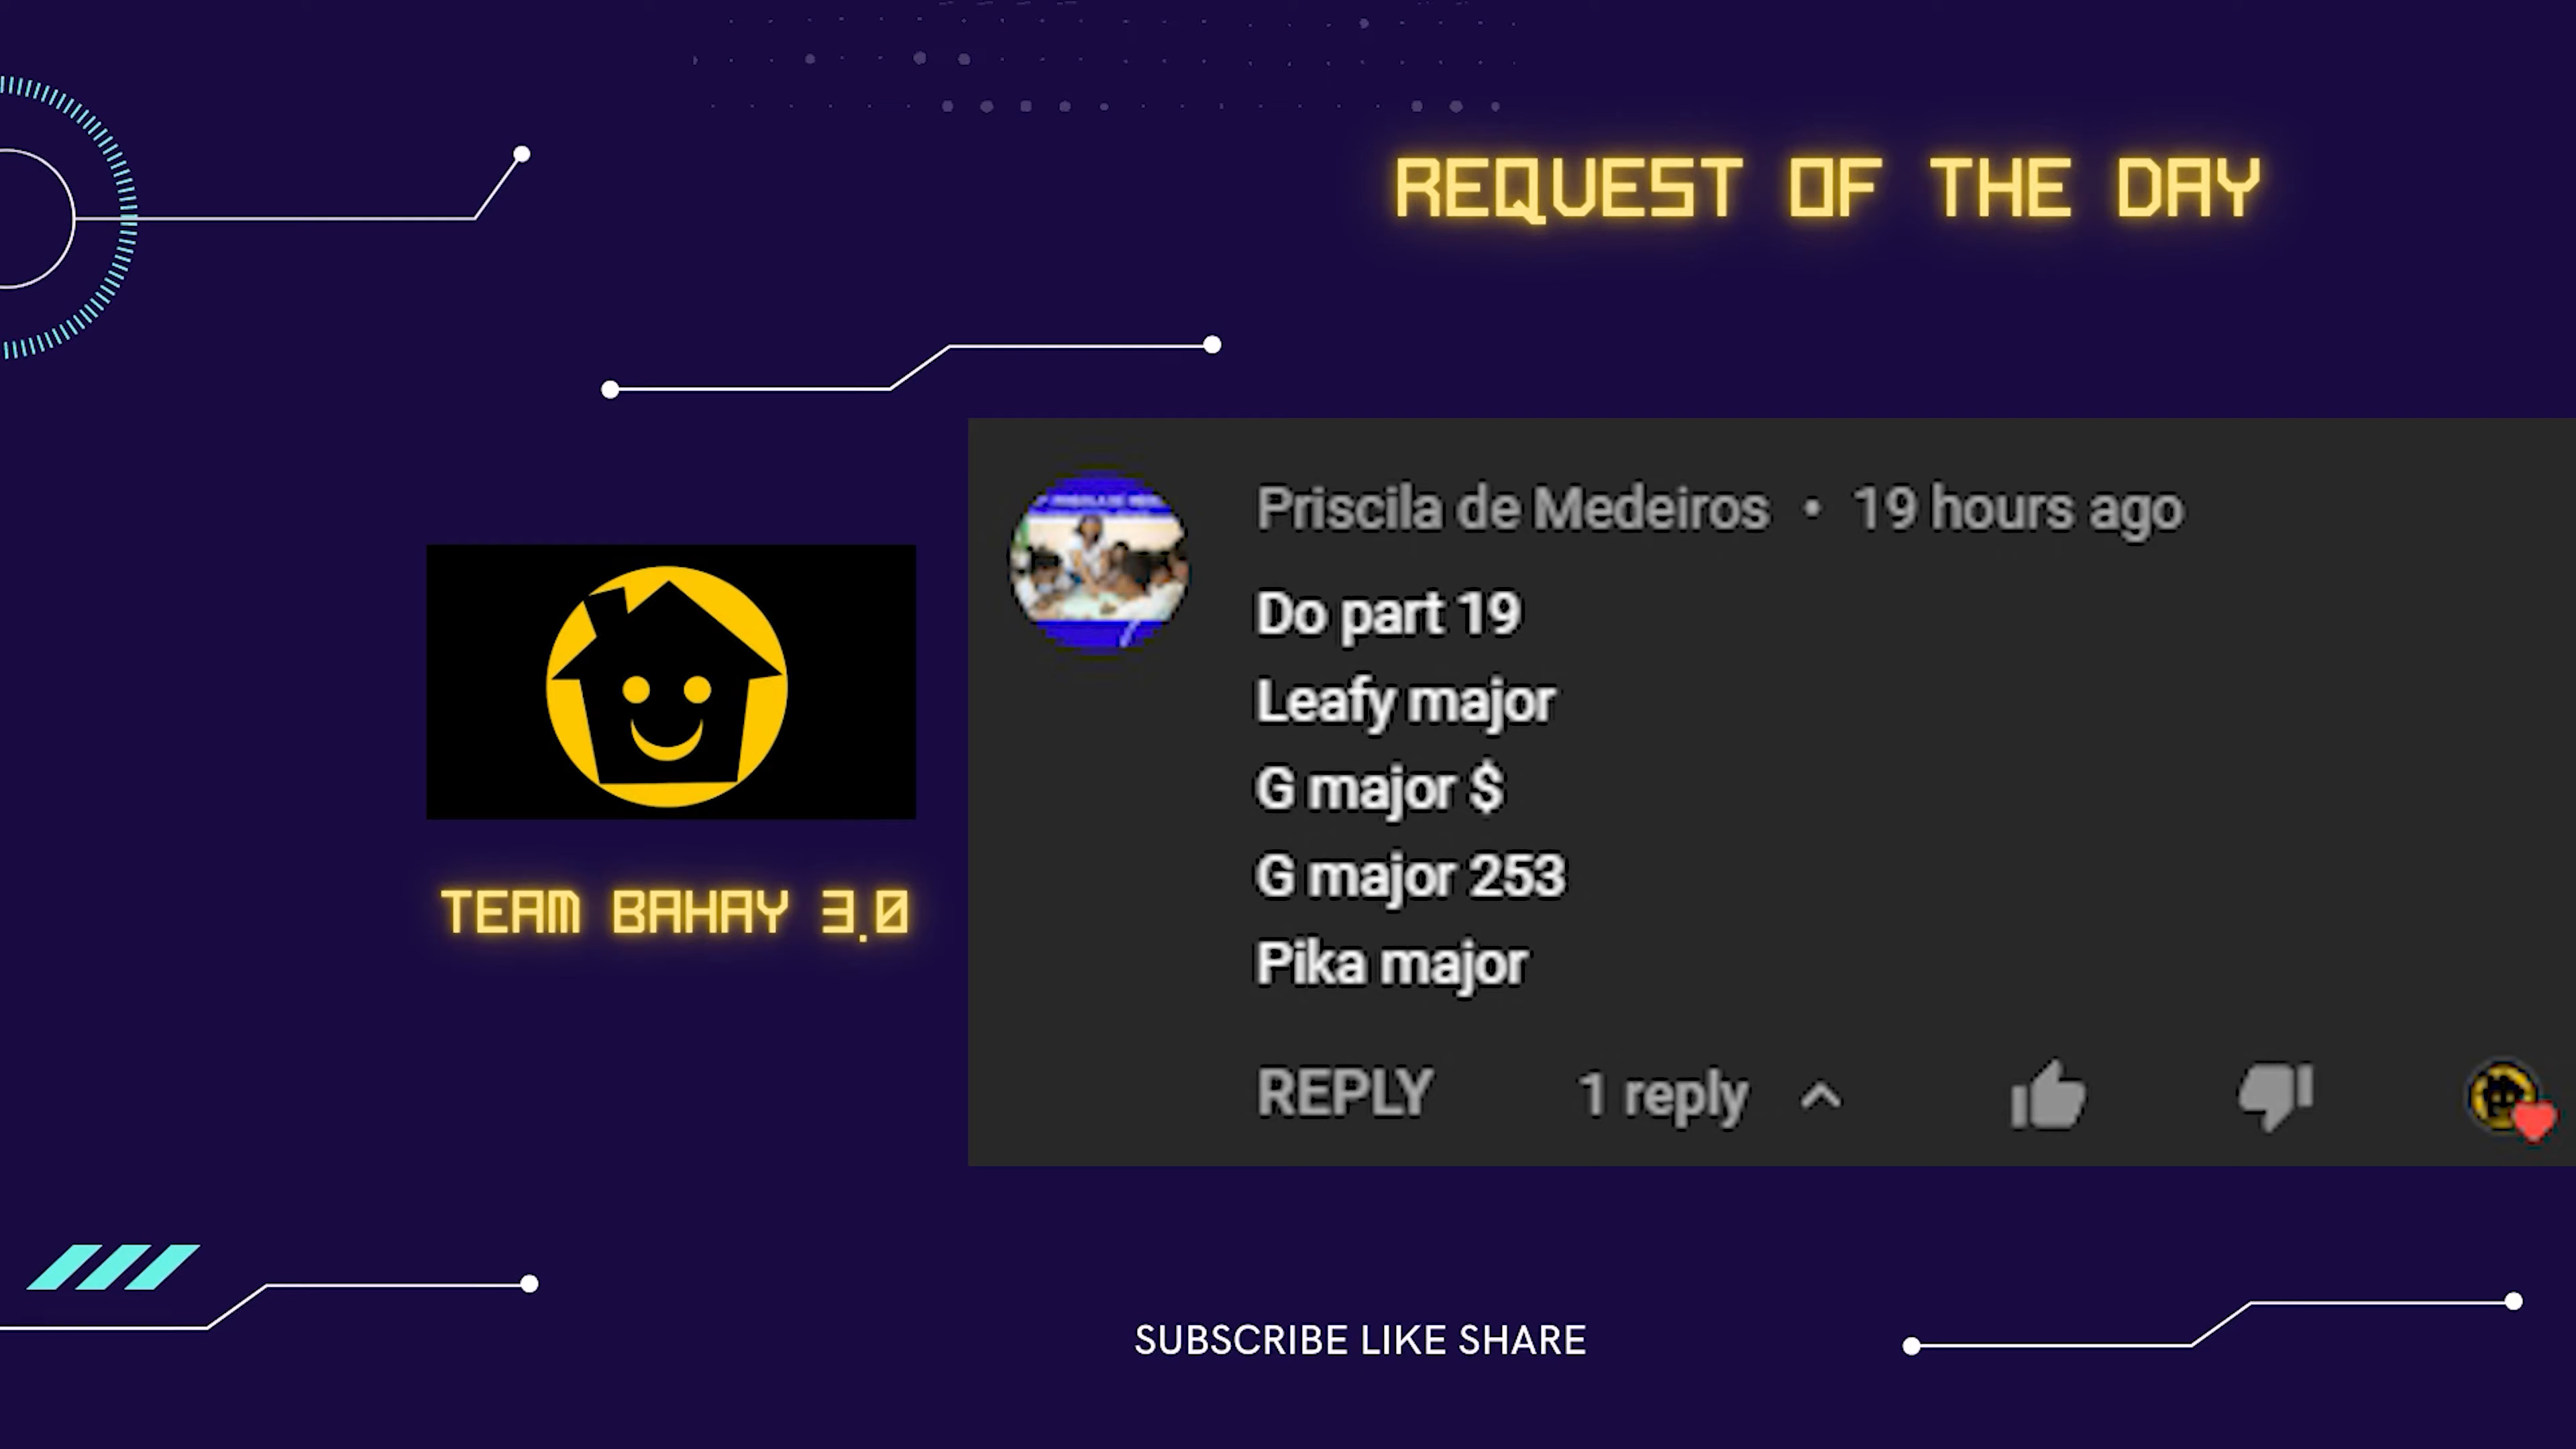 REQUEST OF THE DAY
TEAM BAHAY 3.0
Priscila de Medeiros • 19 hours ago
Do part 19
Leafy major
G major $
G major 253
Pika major
REPLY 1 reply
SUBSCRIBE LIKE SHARE